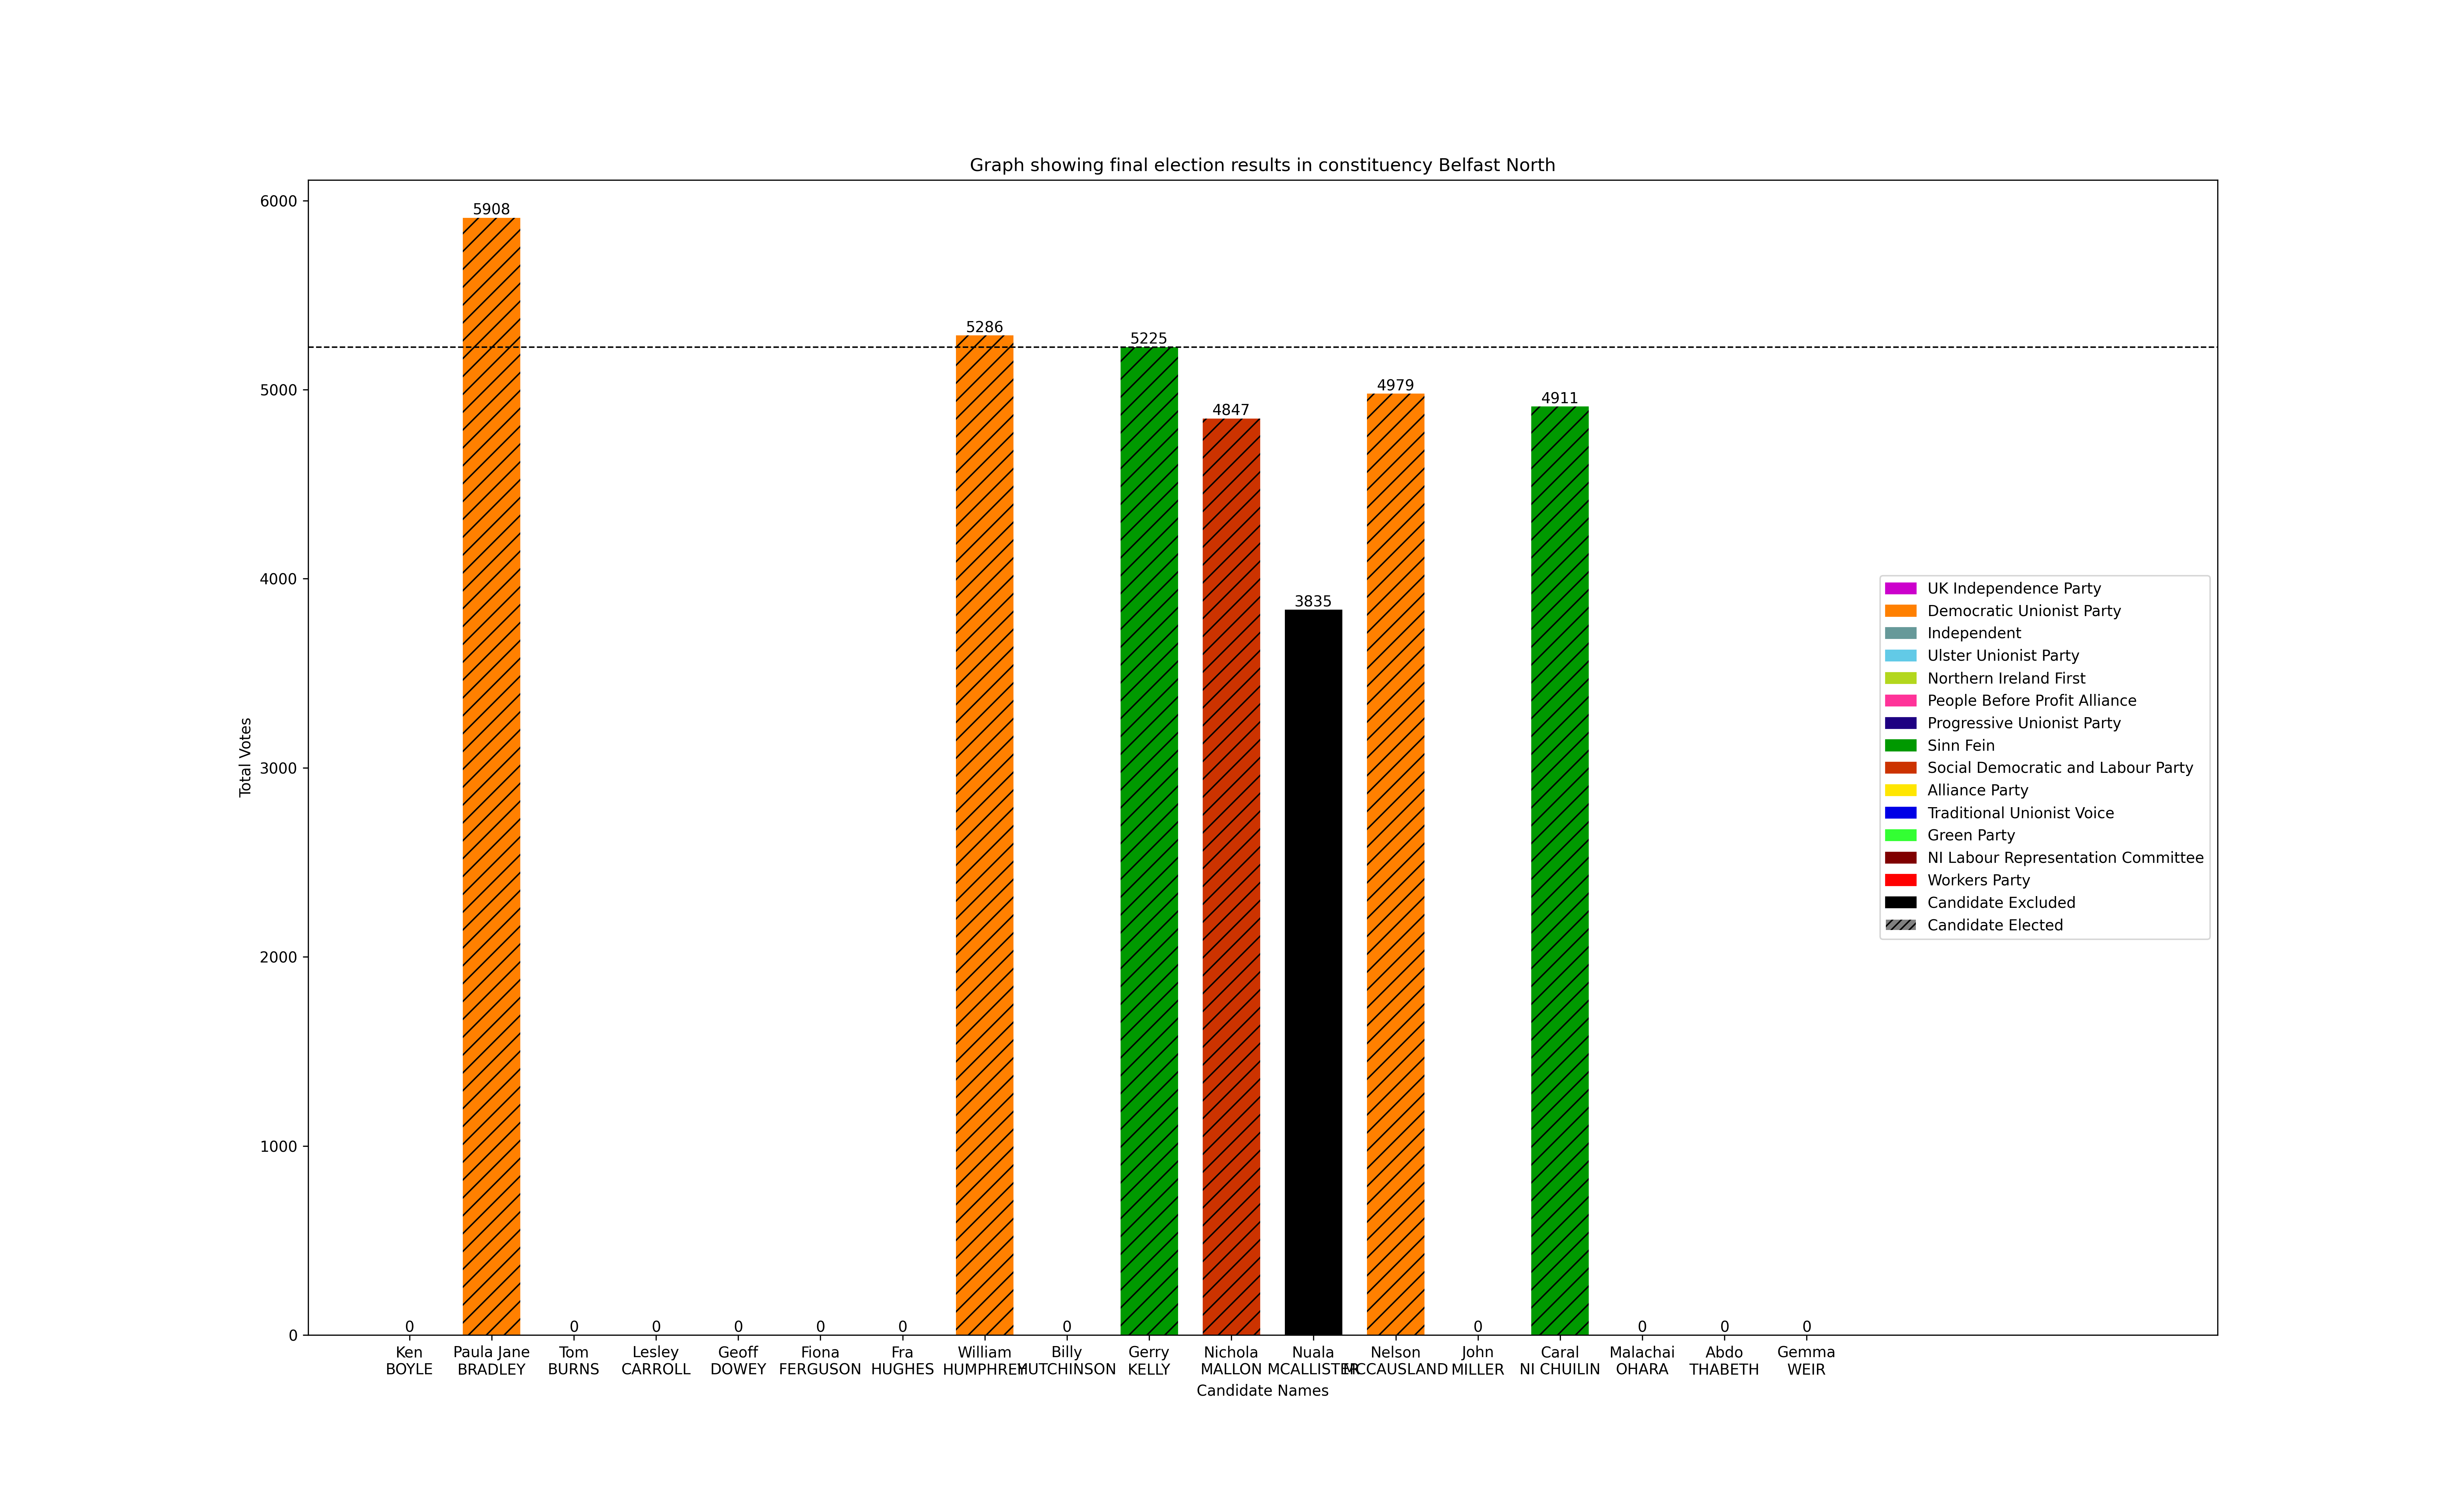 Graph showing final election results in constituency Belfast North
6000
5000
4000
3000
2000
1000
0
Total Votes
0
5908
0
0
0
0
0
5286
0
5225
4847
3835
4979
0
4911
0
0
0
Ken
BOYLE
Paula Jane
BRADLEY
Tom
BURNS
Lesley
CARROLL
Geoff
DOWEY
Fiona
FERGUSON
Fra
HUGHES
William
HUMPHREY
Billy
HUTCHINSON
Gerry
KELLY
Nichola
MALLON
Nuala
MCALLISTER
Nelson
MCCAUSLAND
John
MILLER
Caral
NI CHUILIN
Malachai
OHARA
Abdo
THABETH
Gemma
WEIR
Candidate Names
UK Independence Party
Democratic Unionist Party
Independent
Ulster Unionist Party
Northern Ireland First
People Before Profit Alliance
Progressive Unionist Party
Sinn Fein
Social Democratic and Labour Party
Alliance Party
Traditional Unionist Voice
Green Party
NI Labour Representation Committee
Workers Party
Candidate Excluded
Candidate Elected